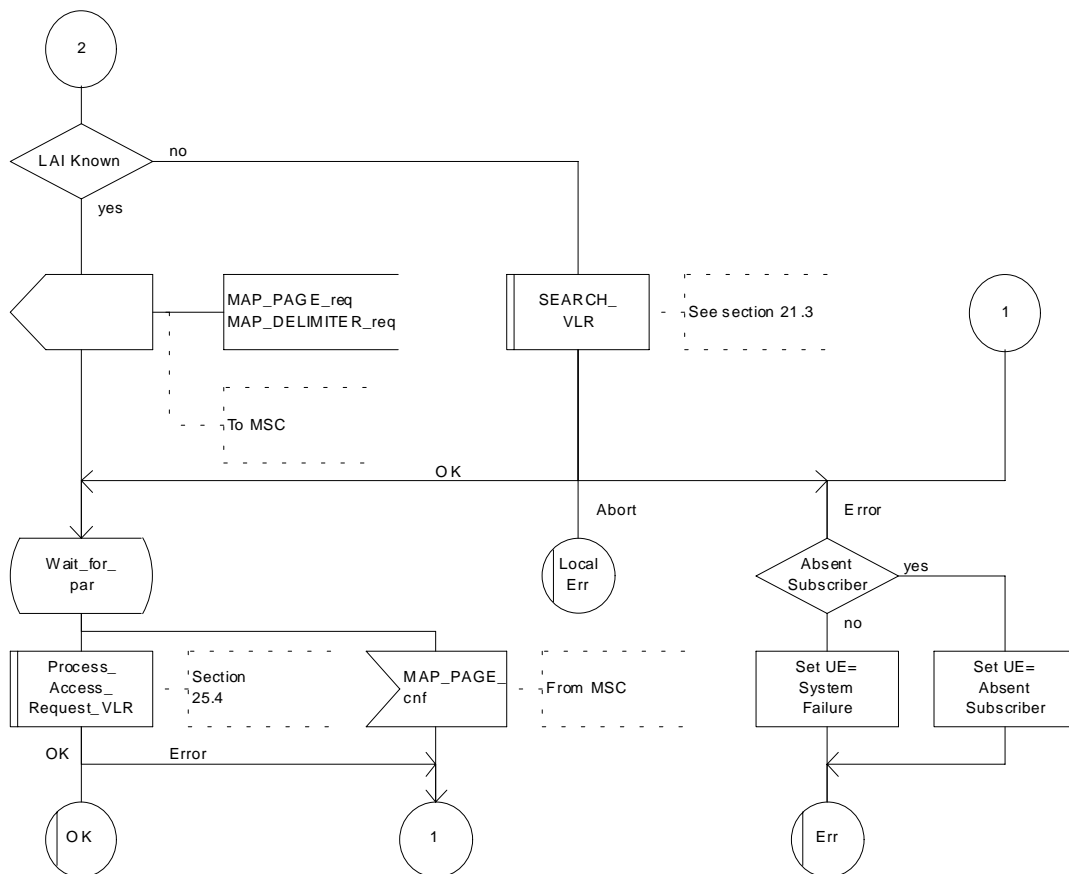 2
LAI Known
no
yes
MAP_PAGE_req
MAP_DELIMITER_req
SEARCH_
VLR
See section 21.3
1
To MSC
OK
Abort
Error
Wait_for_
par
Local
Err
Absent
Subscriber
yes
no
Process_
Access_
Request_VLR
Section
25.4
MAP_PAGE_
cnf
From MSC
Set UE=
System
Failure
Set UE=
Absent
Subscriber
OK
Error
OK
1
Err